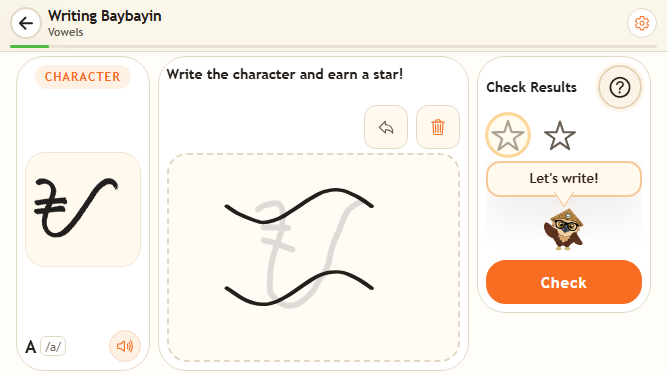 Writing Baybayin
Vowels
CHARACTER
ᜀ
A /a/
Write the character and earn a star!
Check Results ?
Let's write!
Check